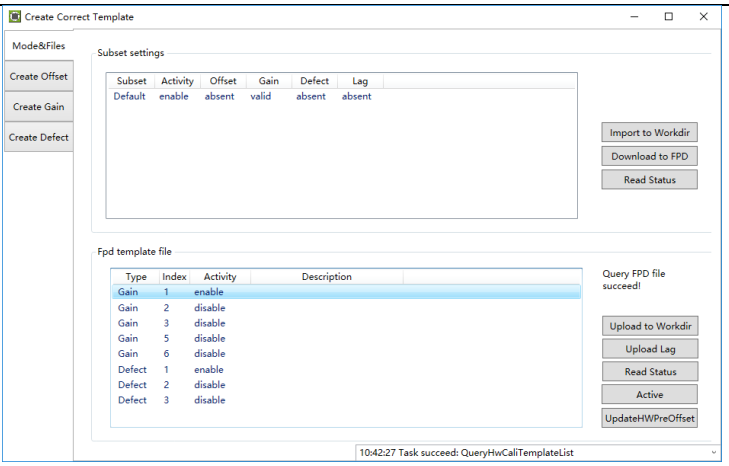 Create Correct Template
Mode&Files
Create Offset
Create Gain
Create Defect
Subset settings
Subset Activity Offset Gain Defect Lag
Default enable absent valid absent absent
Import to Workdir
Download to FPD
Read Status
Fpd template file
Type Index Activity Description
Gain 1 enable
Gain 2 disable
Gain 3 disable
Gain 5 disable
Gain 6 disable
Defect 1 enable
Defect 2 disable
Defect 3 disable
Query FPD file
succeed!
Upload to Workdir
Upload Lag
Read Status
Active
UpdateHWPreOffset
10:42:27 Task succeed: QueryHwCaliTemplateList